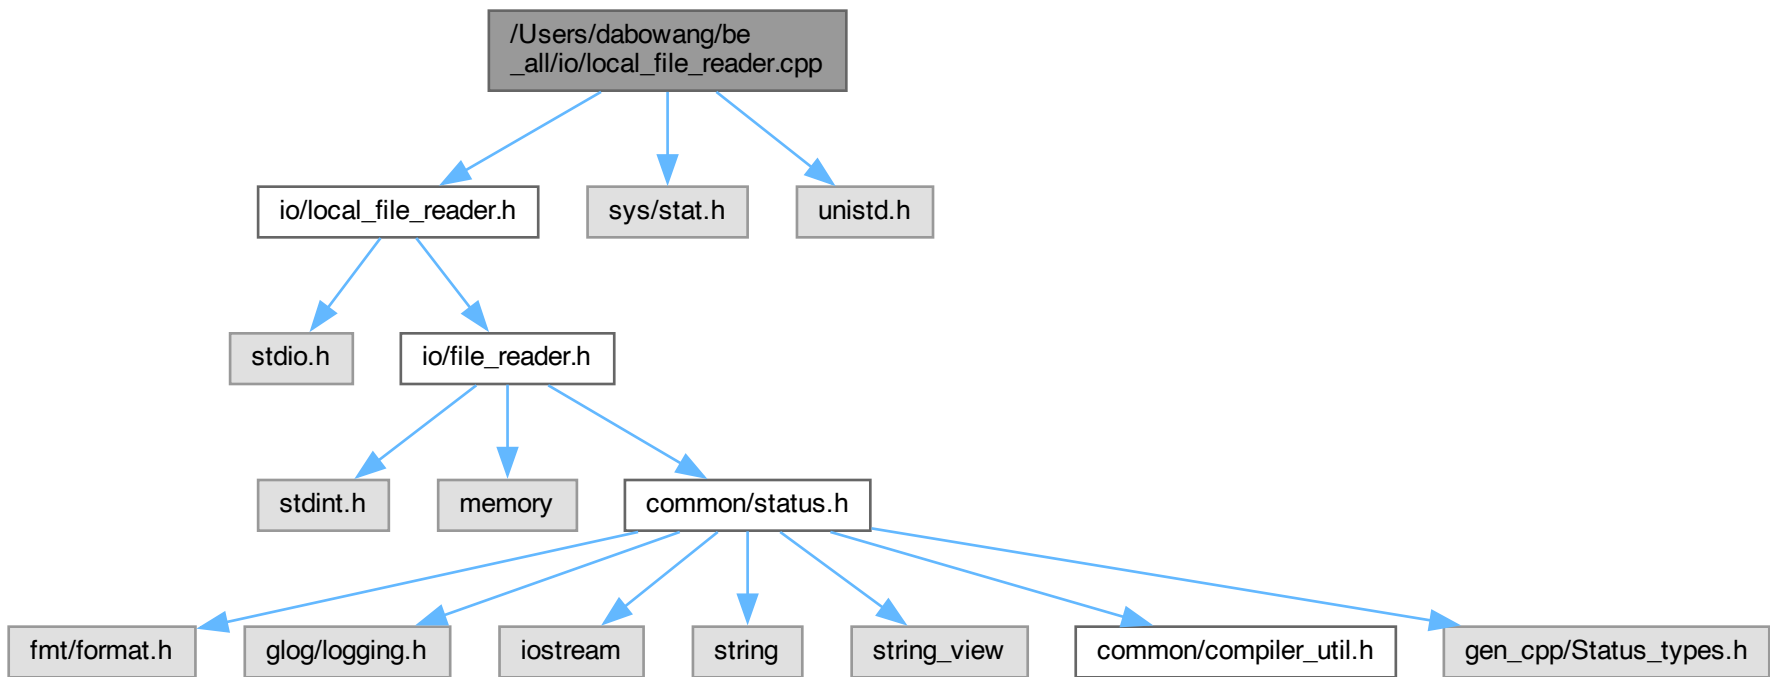 /Users/dabowang/be
_all/io/local_file_reader.cpp
io/local_file_reader.h
sys/stat.h
unistd.h
stdio.h
io/file_reader.h
stdint.h
memory
common/status.h
fmt/format.h
glog/logging.h
iostream
string
string_view
common/compiler_util.h
gen_cpp/Status_types.h